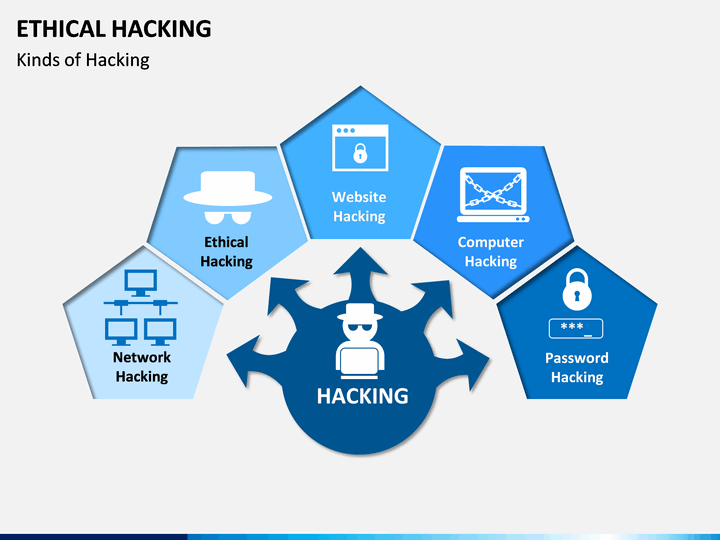 ETHICAL HACKING
Kinds of Hacking
Website
Hacking
Ethical
Hacking
Computer
Hacking
Network
Hacking
***_
Password
Hacking
HACKING